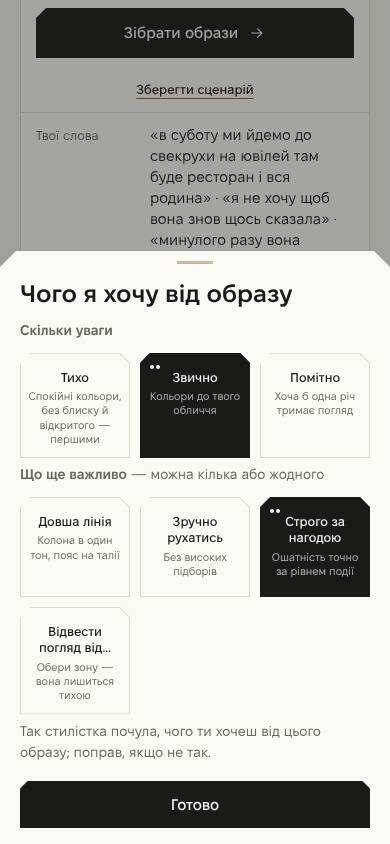 Зібрати образи →
Зберегти сценарій
Твої слова
«в суботу ми йдемо до
свекрухи на ювілей там
буде ресторан і вся
родина» · «я не хочу щоб
вона знов щось сказала» ·
«минулого разу вона
Чого я хочу від образу
Скільки уваги
Тихо
Спокійні кольори,
без блиску й
відкритого —
першими
Звично
Кольори до твого
обличчя
Помітно
Хоча б одна річ
тримає погляд
Що ще важливо — можна кілька або жодного
Довша лінія
Колона в один
тон, пояс на талії
Зручно
рухатись
Без високих
підборів
Строго за
нагодою
Ошатність точно
за рівнем події
Відвести
погляд від...
Обери зону —
вона лишиться
тихою
Так стилістка почула, чого ти хочеш від цього
образу; поправ, якщо не так.
Готово